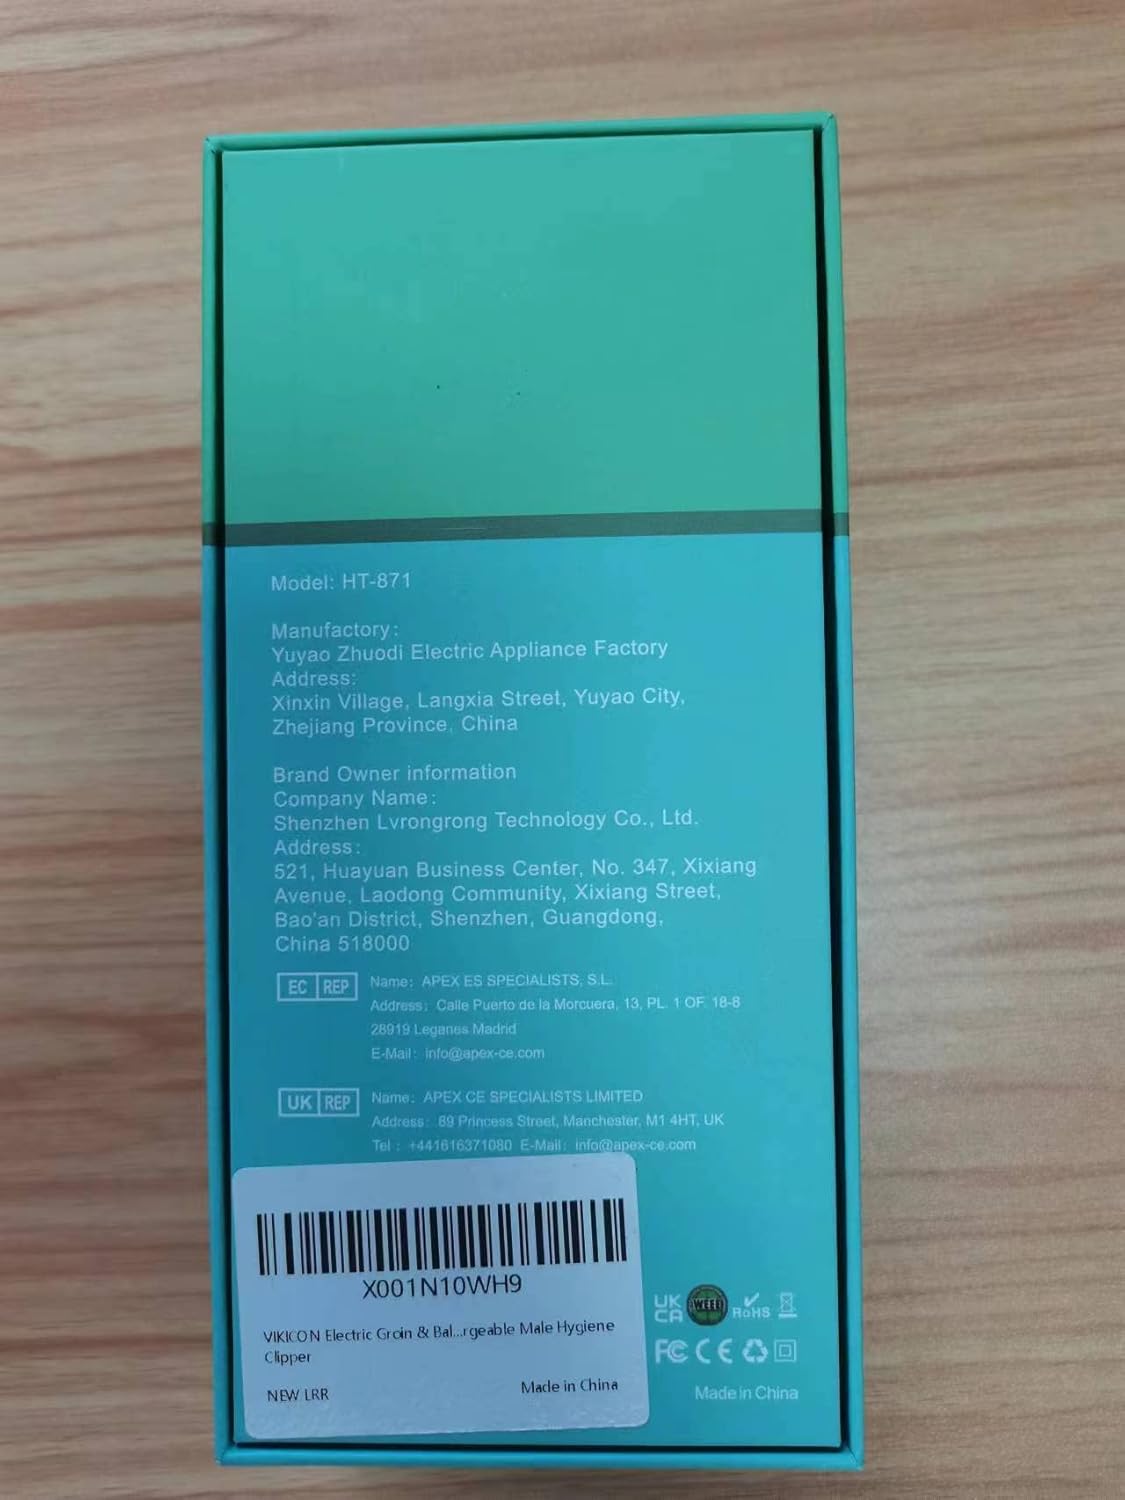 Model: HT-871
Manufactory:
Yuyao Zhuodi Electric Appliance Factory
Address:
Xinxin Village, Langxia Street, Yuyao City,
Zhejiang Province, China
Brand Owner information
Company Name:
Shenzhen Lvrongrong Technology Co., Ltd.
Address:
521, Huayuan Business Center, No. 347, Xixiang
Avenue, Laodong Community, Xixiang Street,
Bao'an District, Shenzhen, Guangdong,
China 518000
EC REP
Name: APEX ES SPECIALISTS, S.L.
Address: Calle Puerto de la Morcuera, 13, PL. 1 OF. 18-8
28919 Leganes Madrid
E-Mail: info@apex-ce.com
UK REP
Name: APEX CE SPECIALISTS LIMITED
Address: 89 Princess Street, Manchester, M1 4HT, UK
Tel : +441616371080 E-Mail: info@apex-ce.com
X001N10WH9
VIKICON Electric Groin & Bal...rgeable Male Hygiene
Clipper
NEW LRR
Made in China
UK
CA
WEEE
RoHS
FC CE
Made in China